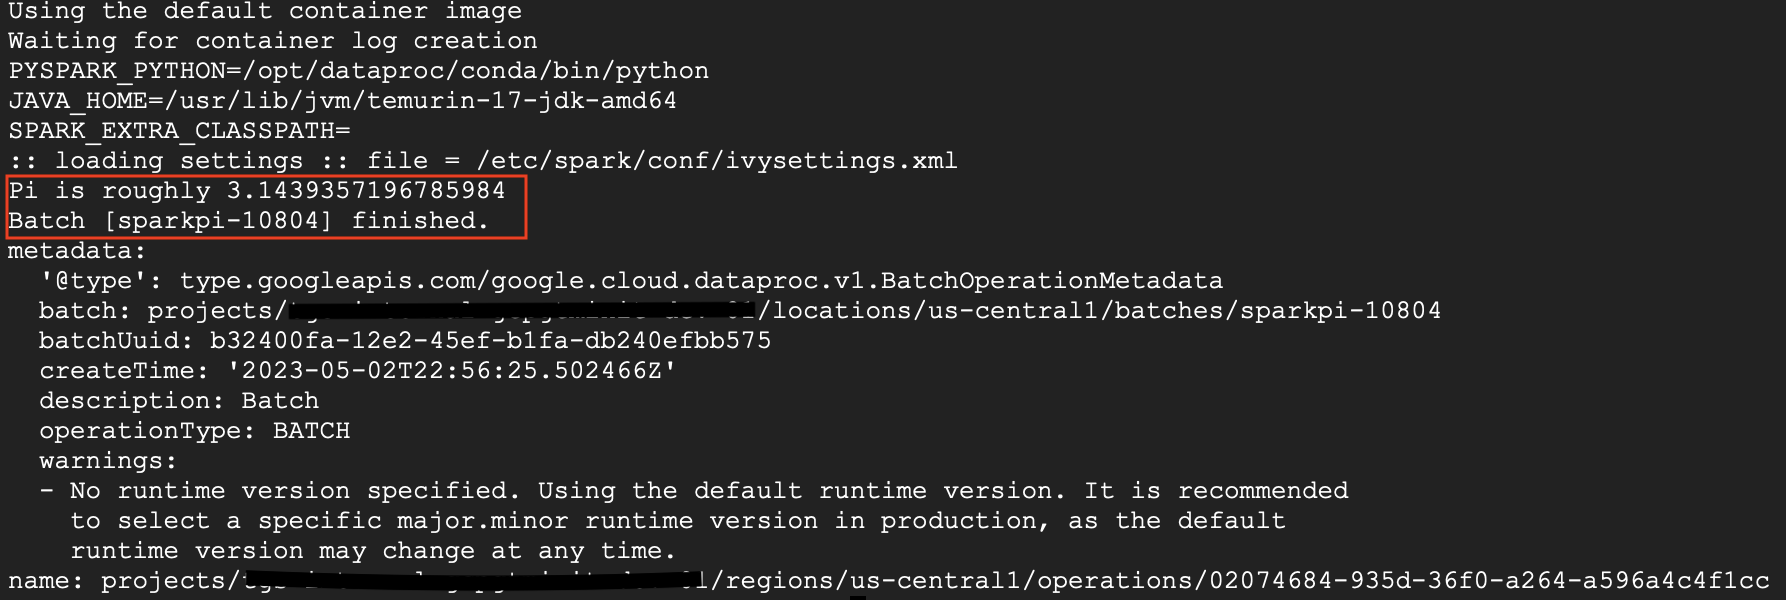 Using the default container image
Waiting for container log creation
PYSPARK_PYTHON=/opt/dataproc/conda/bin/python
JAVA_HOME=/usr/lib/jvm/temurin-17-jdk-amd64
SPARK_EXTRA_CLASSPATH=
:: loading settings :: file = /etc/spark/conf/ivysettings.xml
Pi is roughly 3.1439357196785984
Batch [sparkpi-10804] finished.
metadata:
  '@type': type.googleapis.com/google.cloud.dataproc.v1.BatchOperationMetadata
  batch: projects/ /locations/us-central1/batches/sparkpi-10804
  batchUuid: b32400fa-12e2-45ef-b1fa-db240efbb575
  createTime: '2023-05-02T22:56:25.502466Z'
  description: Batch
  operationType: BATCH
  warnings:
  - No runtime version specified. Using the default runtime version. It is recommended
    to select a specific major.minor runtime version in production, as the default
    runtime version may change at any time.
name: projects/ /regions/us-central1/operations/02074684-935d-36f0-a264-a596a4c4f1cc